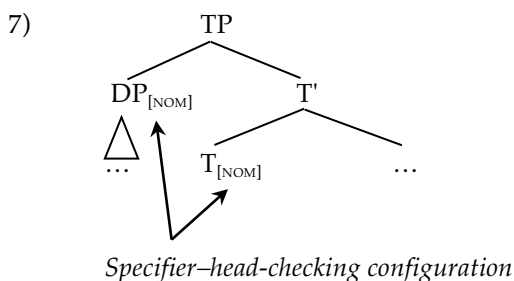 7) TP
DP[NOM] T'
… T[NOM] …
Specifier–head-checking configuration